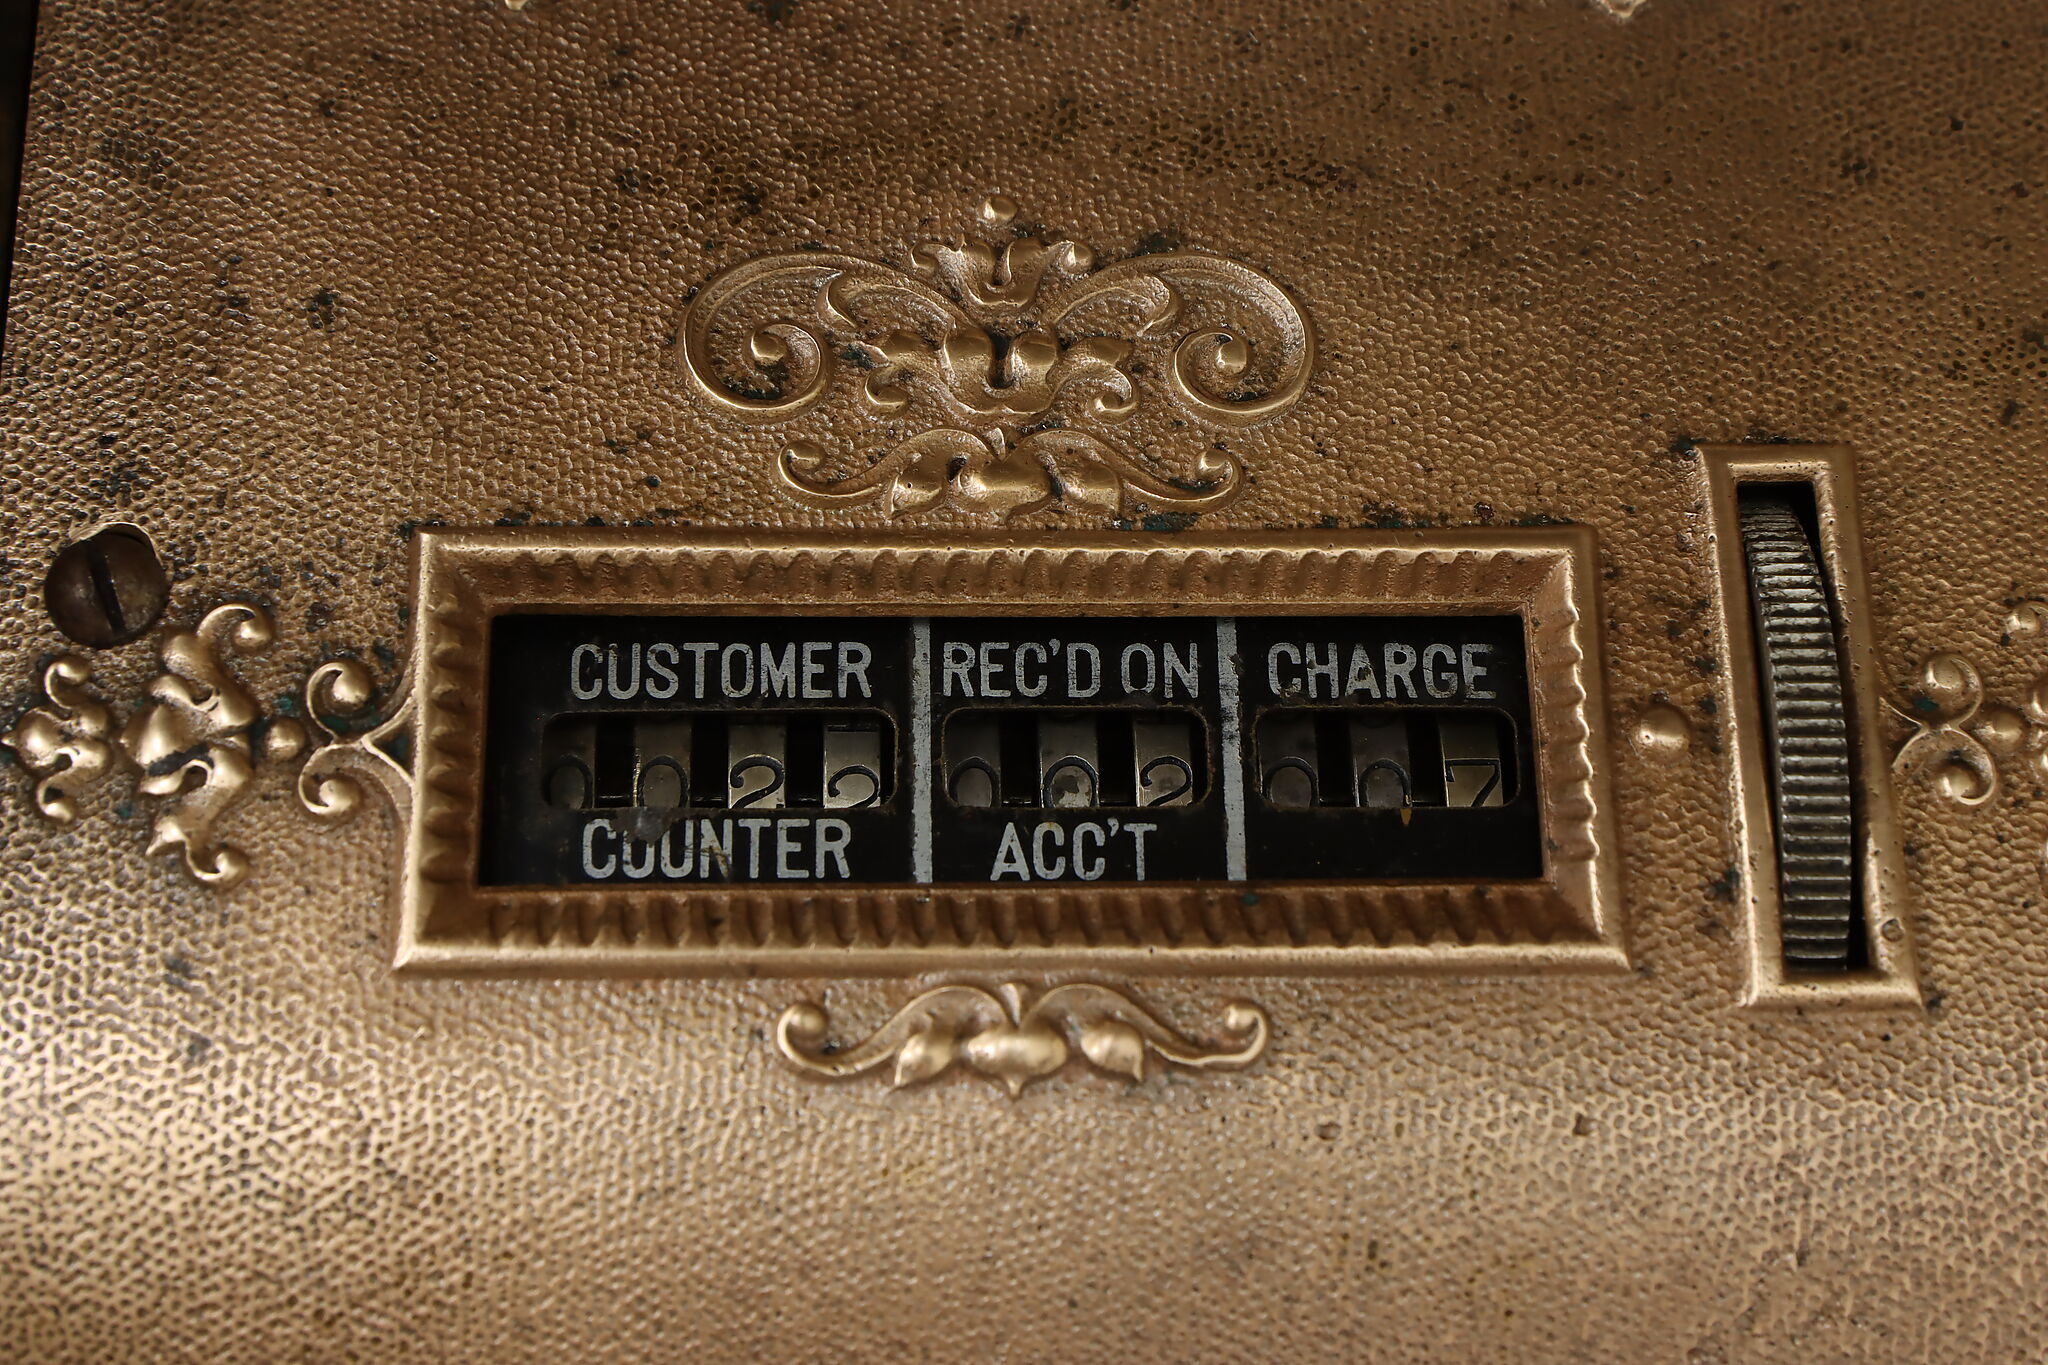 CUSTOMER REC'D ON CHARGE
0022 002 007
COUNTER ACC'T